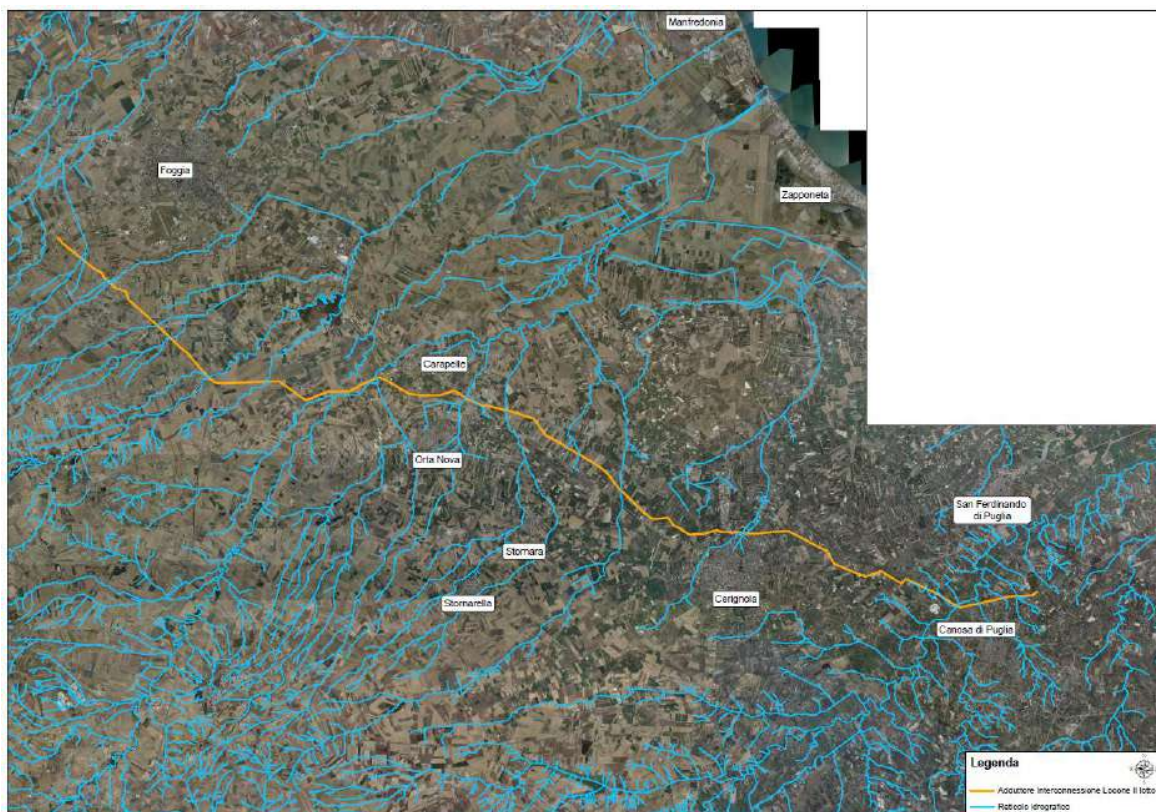 Manfredonia
Foggia
Zapponeta
Carapelle
Orta Nova
San Ferdinando
di Puglia
Stornara
Stornarella
Cerignola
Canosa di Puglia
Legenda
Adduttore Interconnessione Locone II lotto
Reticolo Idrografico